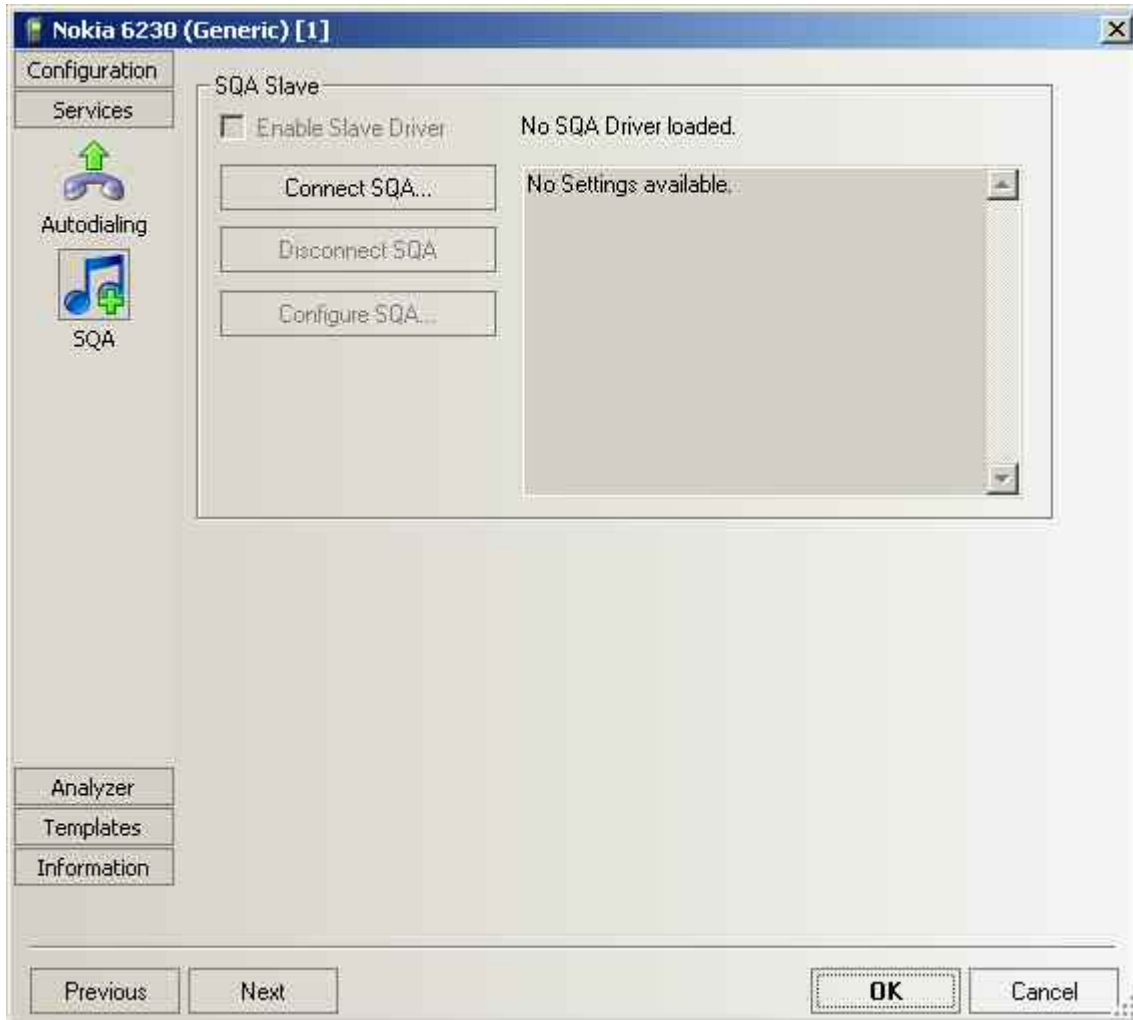 Nokia 6230 (Generic) [1]
Configuration
Services
Autodialing
SQA
Analyzer
Templates
Information
SQA Slave
Enable Slave Driver
No SQA Driver loaded.
Connect SQA...
Disconnect SQA
Configure SQA...
No Settings available.
Previous
Next
OK
Cancel